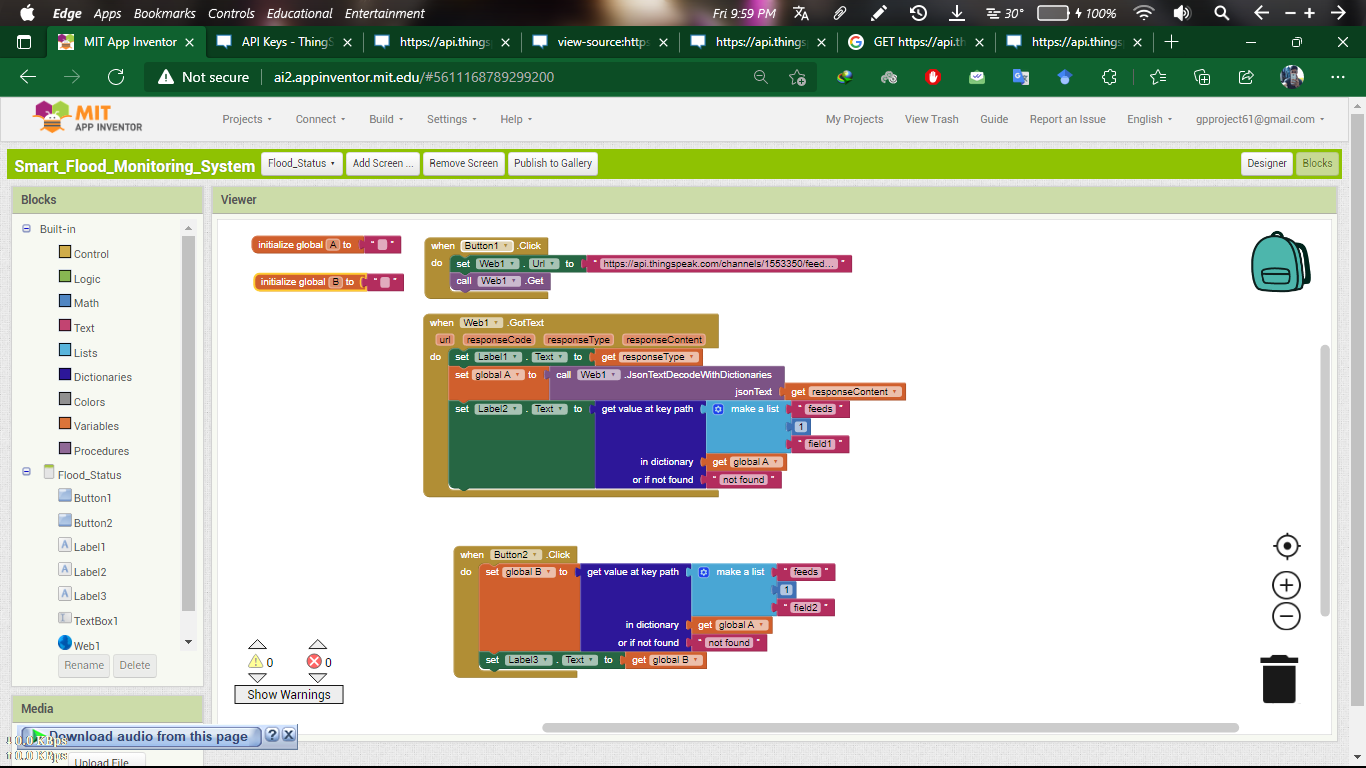 Edge Apps Bookmarks Controls Educational Entertainment Fri 9:59 PM 30° 100%
MIT App Inventor API Keys - ThingS https://api.things view-source:https https://api.things GET https://api.th https://api.things
Not secure ai2.appinventor.mit.edu/#5611168789299200
MIT
APP INVENTOR
Projects Connect Build Settings Help My Projects View Trash Guide Report an Issue English gpproject61@gmail.com
Smart_Flood_Monitoring_System Flood_Status Add Screen ... Remove Screen Publish to Gallery Designer Blocks
Blocks
Built-in
Control
Logic
Math
Text
Lists
Dictionaries
Colors
Variables
Procedures
Flood_Status
Button1
Button2
Label1
Label2
Label3
TextBox1
Web1
Rename Delete
Media
Upload File ...
Viewer
initialize global A to " "
initialize global B to " "
when Button1 .Click
do set Web1 . Url to " https://api.thingspeak.com/channels/1553350/feed... "
call Web1 .Get
when Web1 .GotText
url responseCode responseType responseContent
do set Label1 . Text to get responseType
set global A to call Web1 .JsonTextDecodeWithDictionaries
jsonText get responseContent
set Label2 . Text to get value at key path make a list " feeds "
1
" field1 "
in dictionary get global A
or if not found " not found "
when Button2 .Click
do set global B to get value at key path make a list " feeds "
1
" field2 "
in dictionary get global A
or if not found " not found "
set Label3 . Text to get global B
0 0
Show Warnings
Download audio from this page ? X
0.0 KBps
0.0 KBps